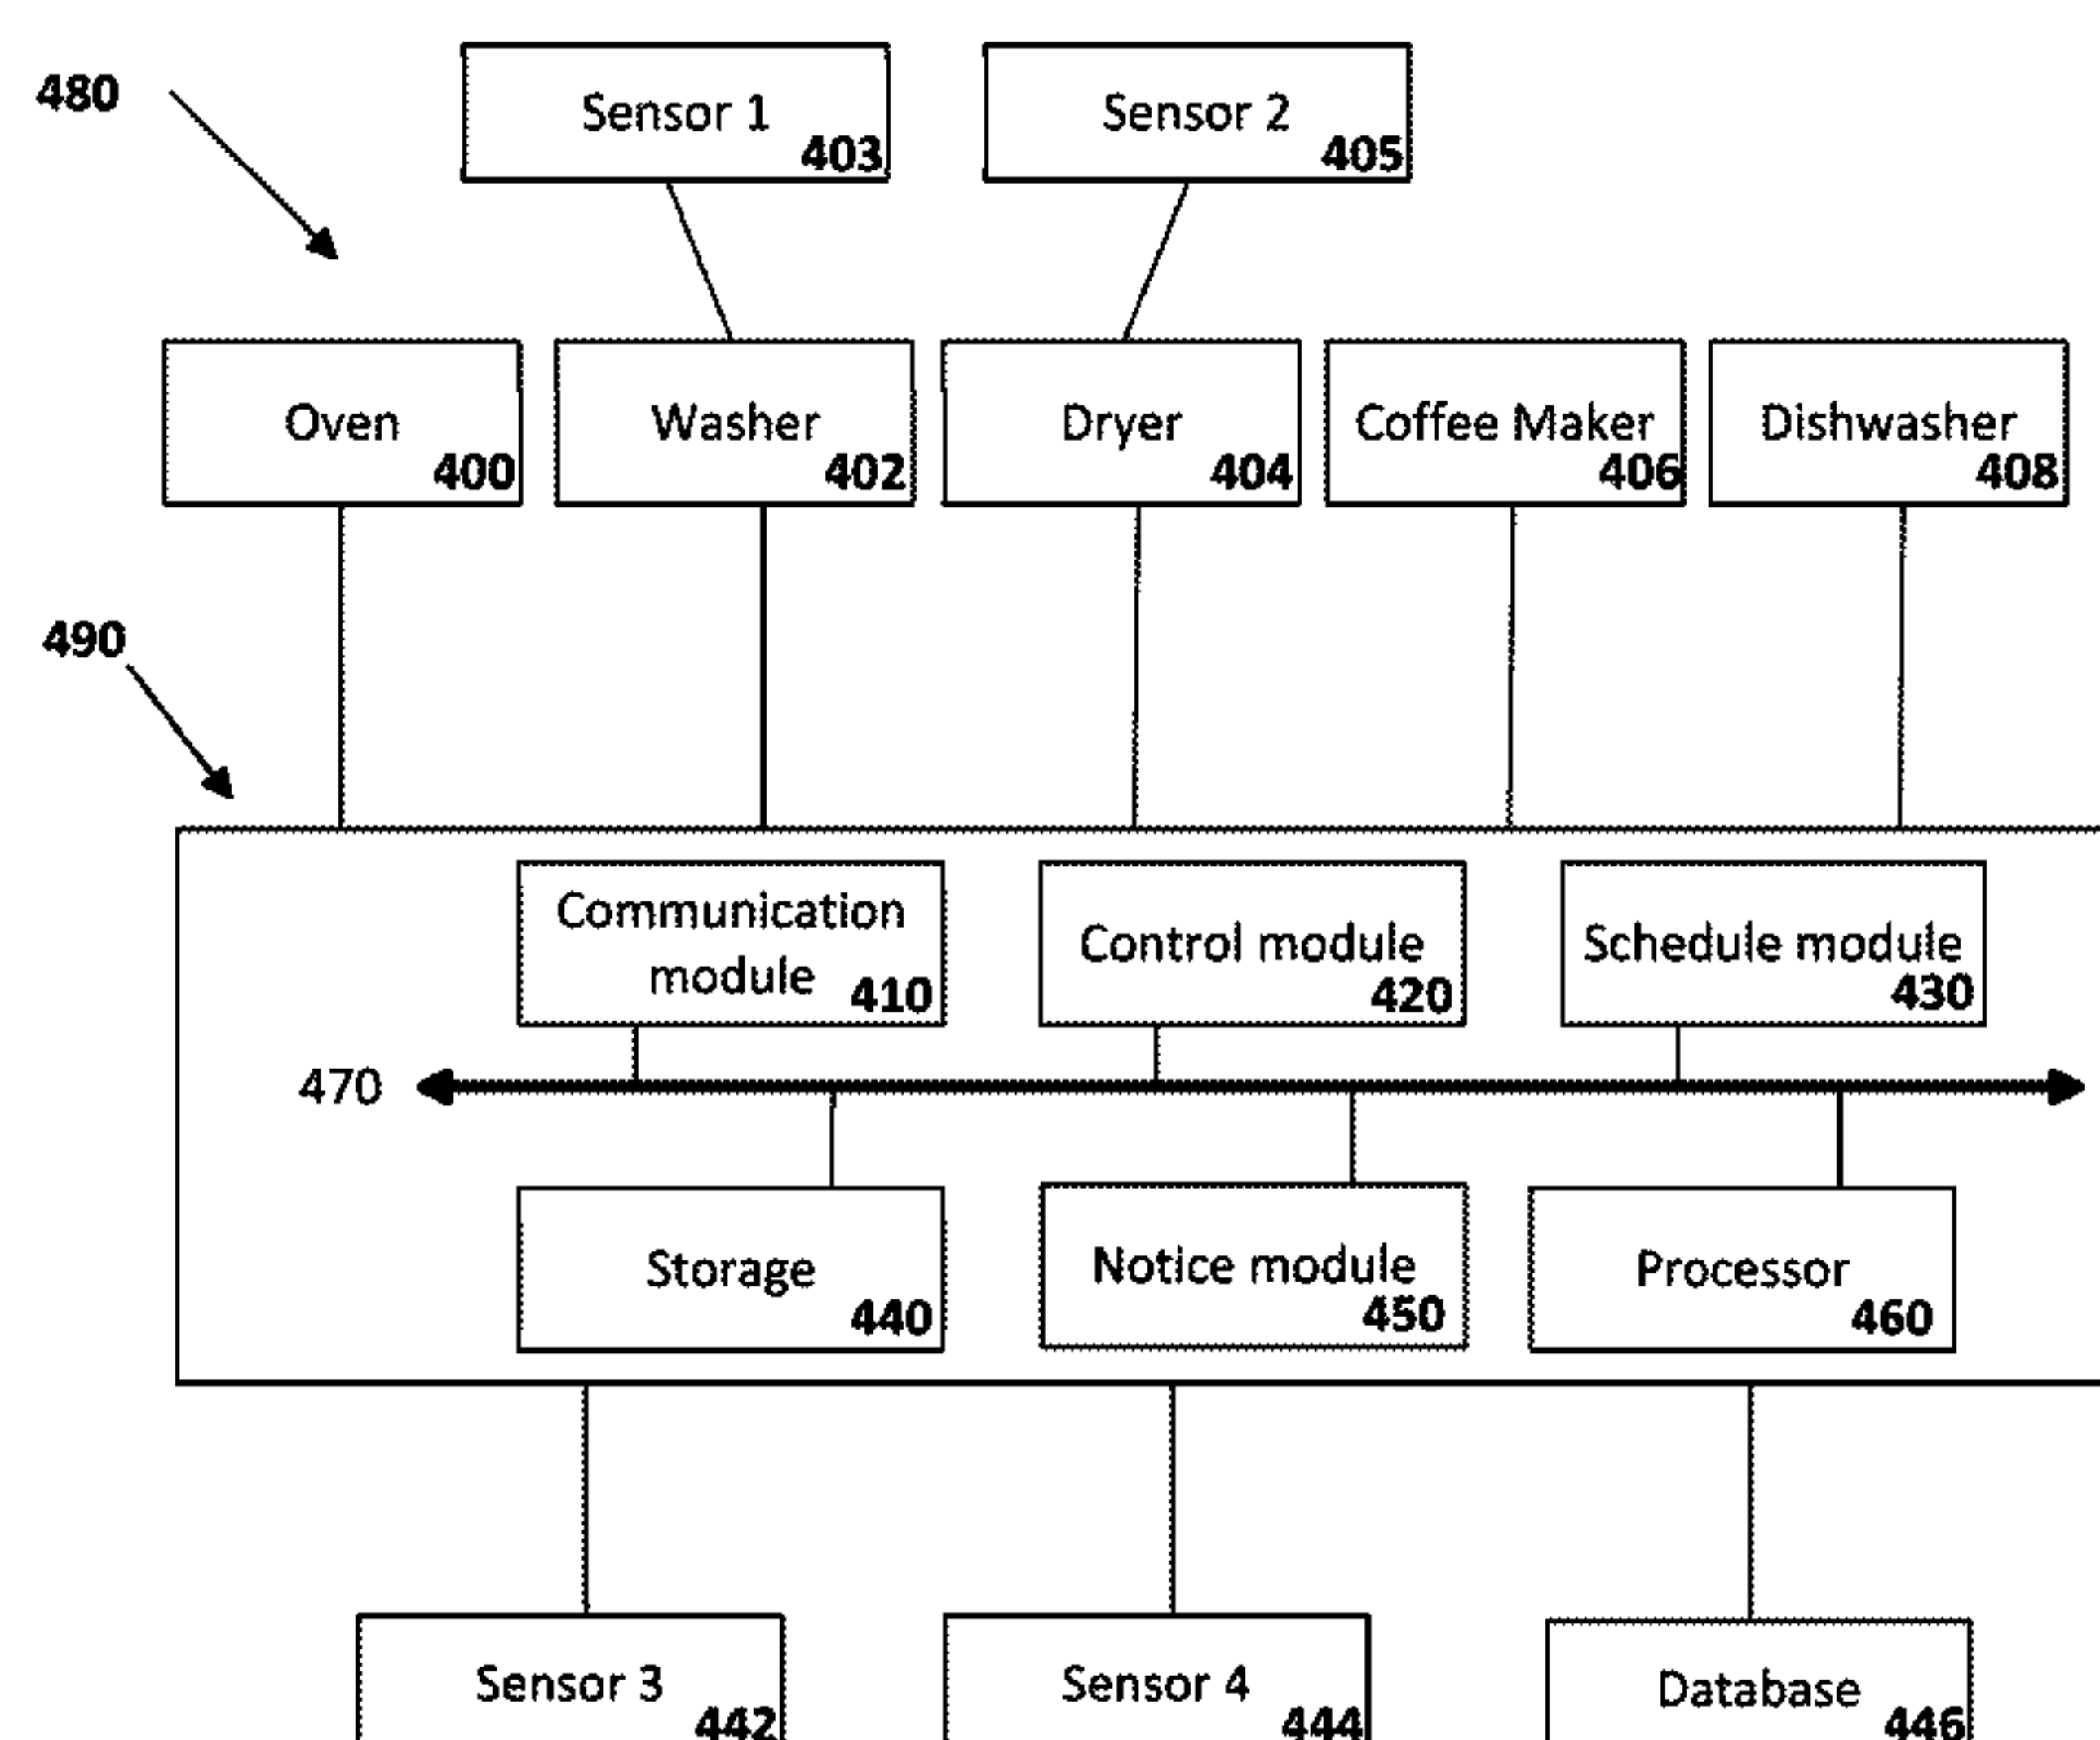 480
Sensor 1
403
Sensor 2
405
Oven
400
Washer
402
Dryer
404
Coffee Maker
406
Dishwasher
408
490
Communication
module
410
Control module
420
Schedule module
430
470
Storage
440
Notice module
450
Processor
460
Sensor 3
442
Sensor 4
444
Database
446